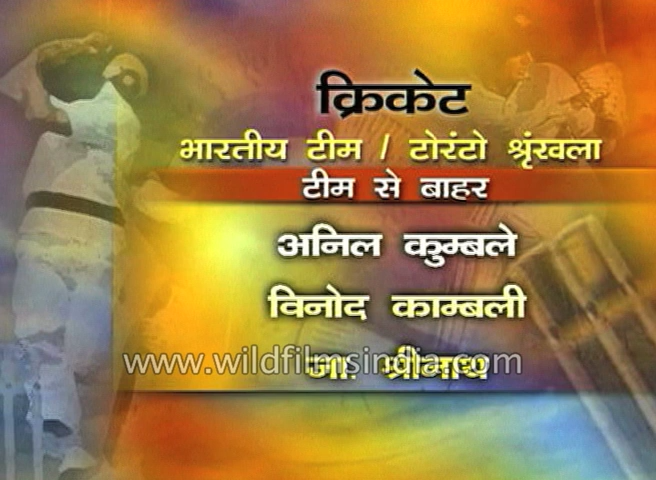 क्रिकेट
भारतीय टीम / टोरंटो श्रृंखला
टीम से बाहर
अनिल कुम्बले
विनोद काम्बली
जा. श्रीनाथ
www.wildfilmsindia.com